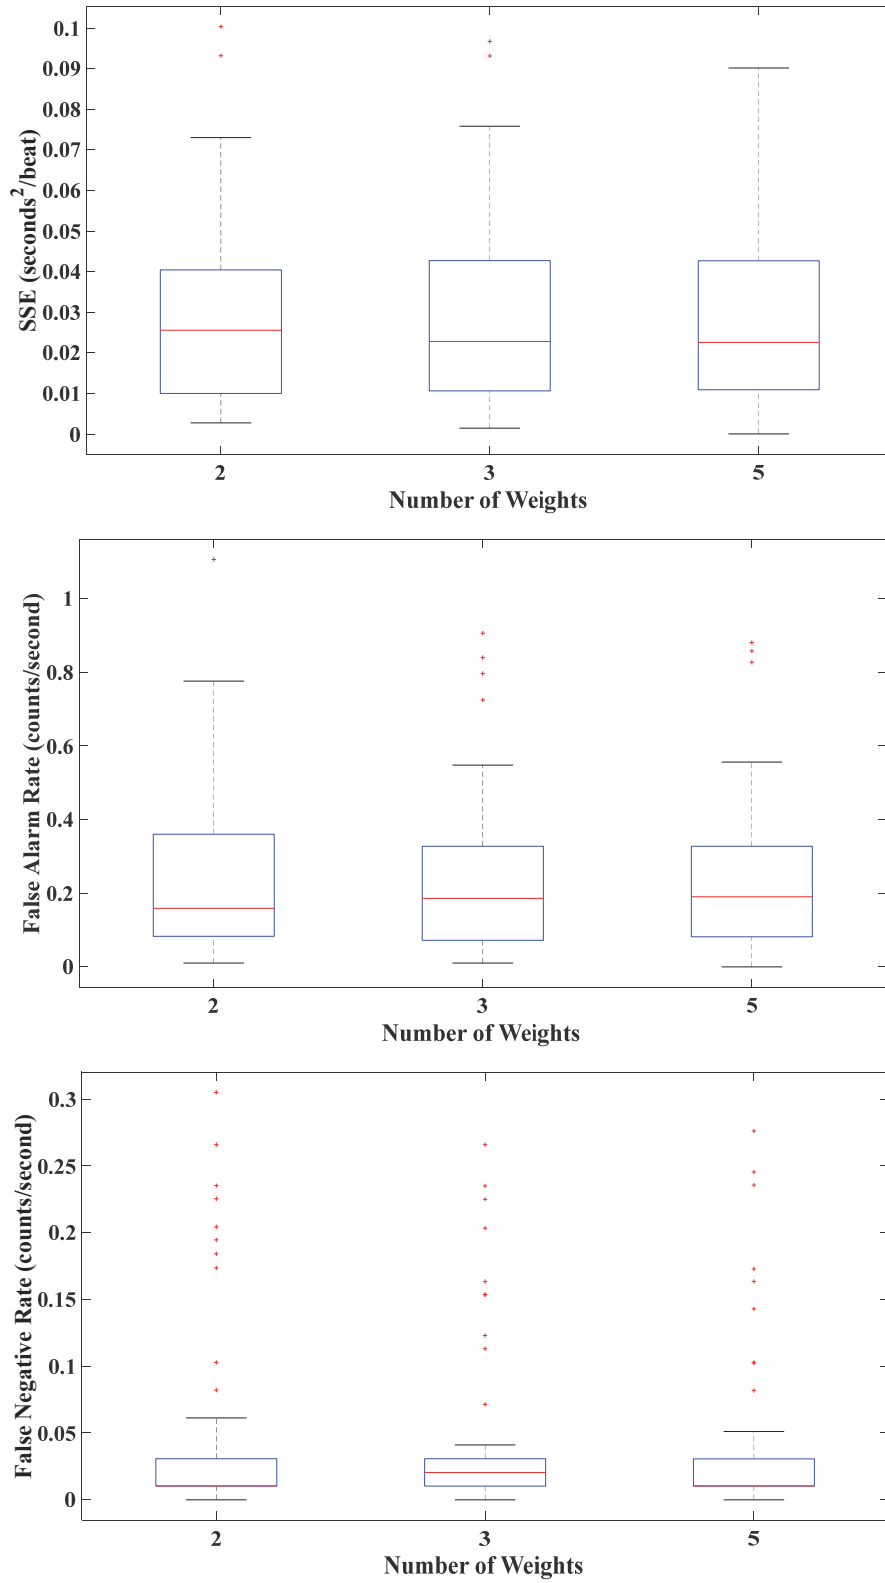 SSE (seconds²/beat)
0.1
0.09
0.08
0.07
0.06
0.05
0.04
0.03
0.02
0.01
0
2 3 5
Number of Weights
False Alarm Rate (counts/second)
1
0.8
0.6
0.4
0.2
0
2 3 5
Number of Weights
False Negative Rate (counts/second)
0.3
0.25
0.2
0.15
0.1
0.05
0
2 3 5
Number of Weights